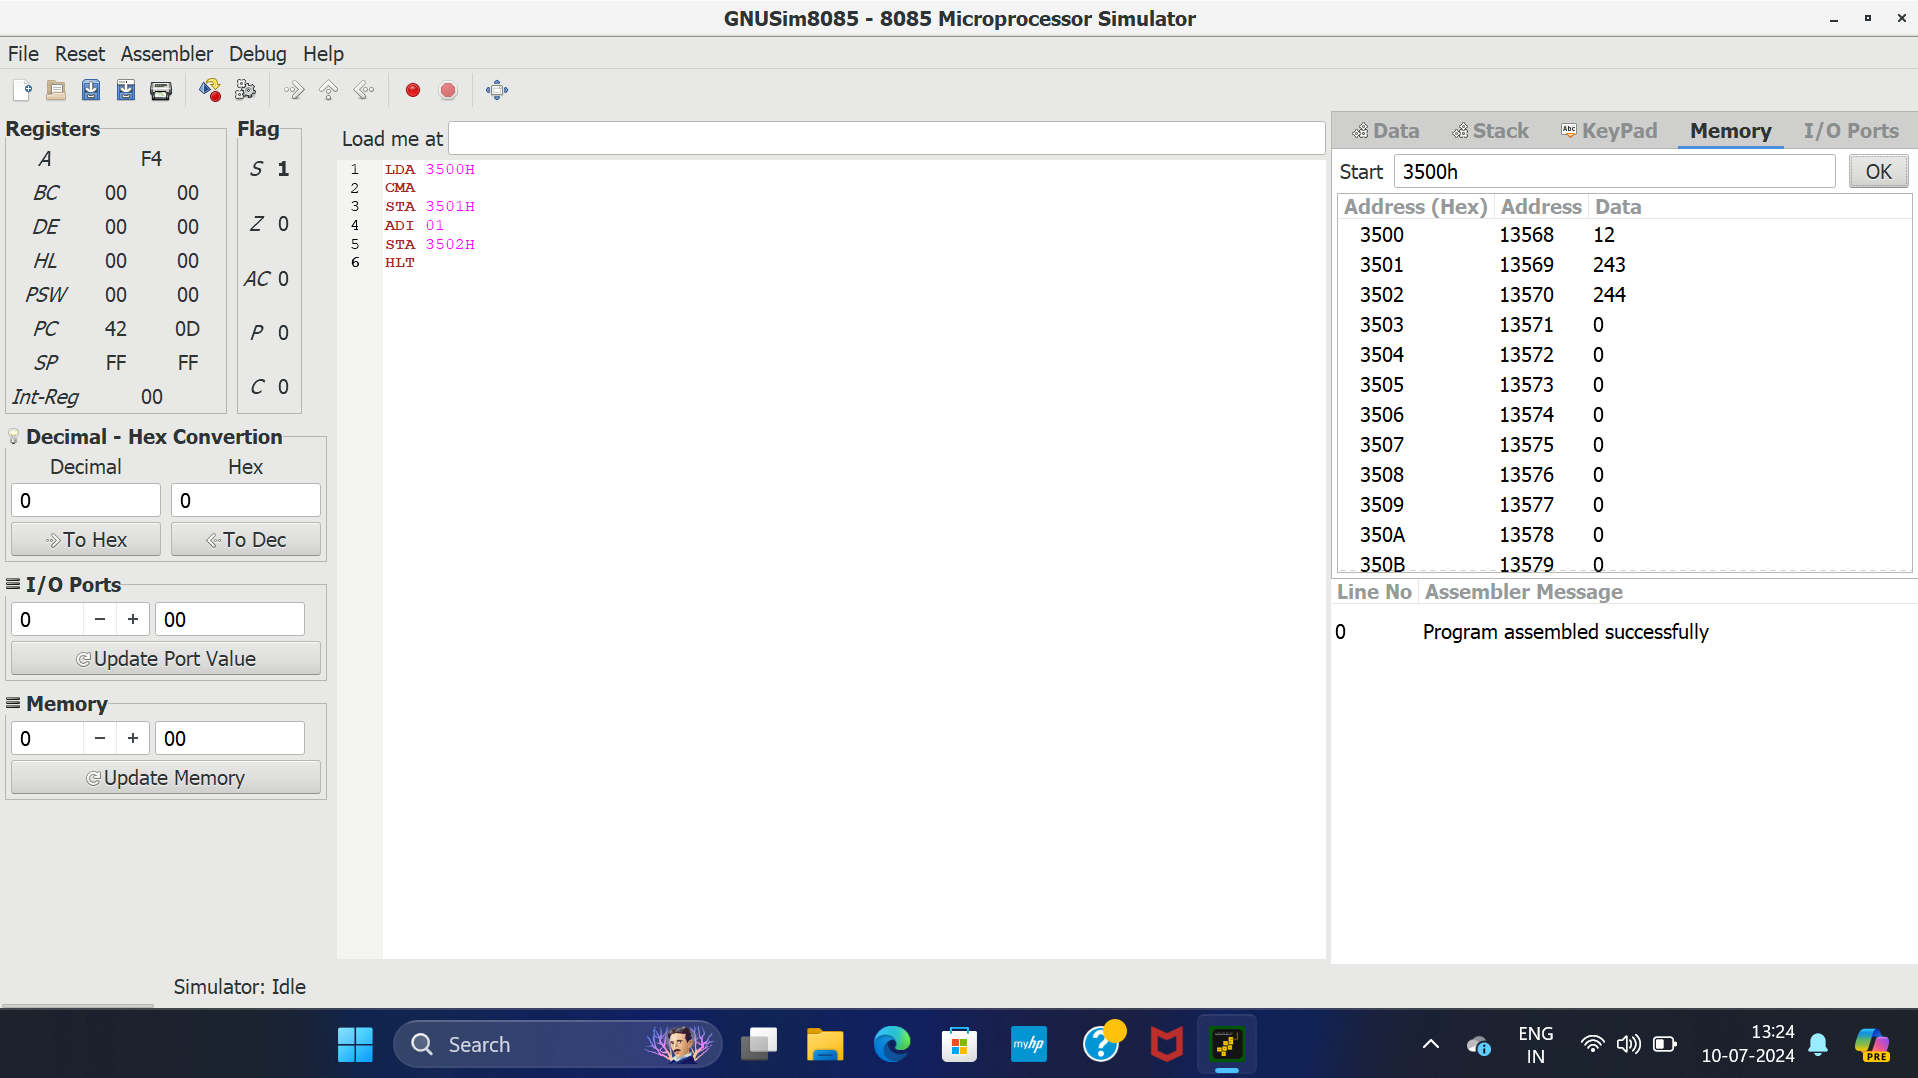 GNUSim8085 - 8085 Microprocessor Simulator
File Reset Assembler Debug Help
Registers
A F4
BC 00 00
DE 00 00
HL 00 00
PSW 00 00
PC 42 0D
SP FF FF
Int-Reg 00
Flag
S 1
Z 0
AC 0
P 0
C 0
Decimal - Hex Convertion
Decimal Hex
0 0
To Hex To Dec
I/O Ports
0 − + 00
Update Port Value
Memory
0 − + 00
Update Memory
Simulator: Idle
Load me at
1 LDA 3500H
2 CMA
3 STA 3501H
4 ADI 01
5 STA 3502H
6 HLT
Data Stack Abc KeyPad Memory I/O Ports
Start 3500h OK
Address (Hex) Address Data
3500 13568 12
3501 13569 243
3502 13570 244
3503 13571 0
3504 13572 0
3505 13573 0
3506 13574 0
3507 13575 0
3508 13576 0
3509 13577 0
350A 13578 0
350B 13579 0
Line No Assembler Message
0 Program assembled successfully
Search
myhp
ENG
IN
13:24
10-07-2024
PRE